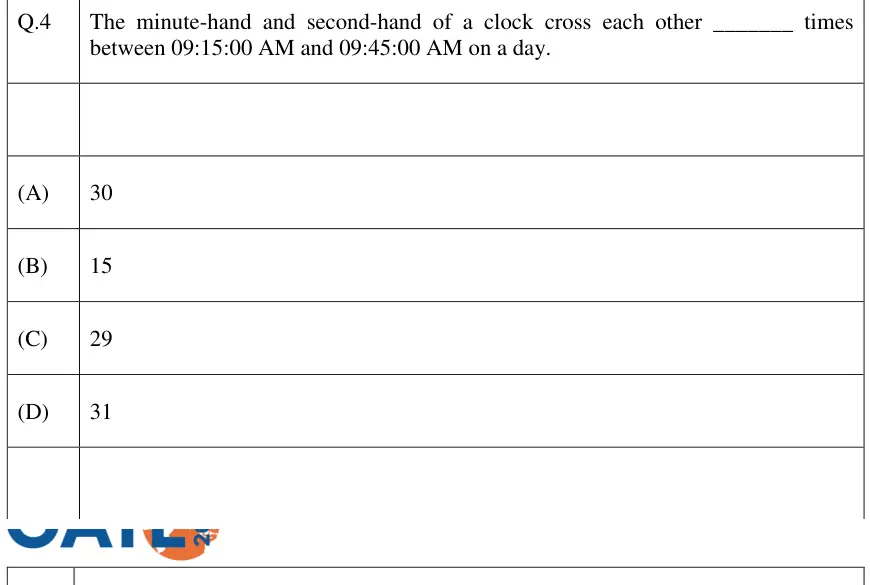 Q.4 The minute-hand and second-hand of a clock cross each other _______ times
between 09:15:00 AM and 09:45:00 AM on a day.
(A) 30
(B) 15
(C) 29
(D) 31